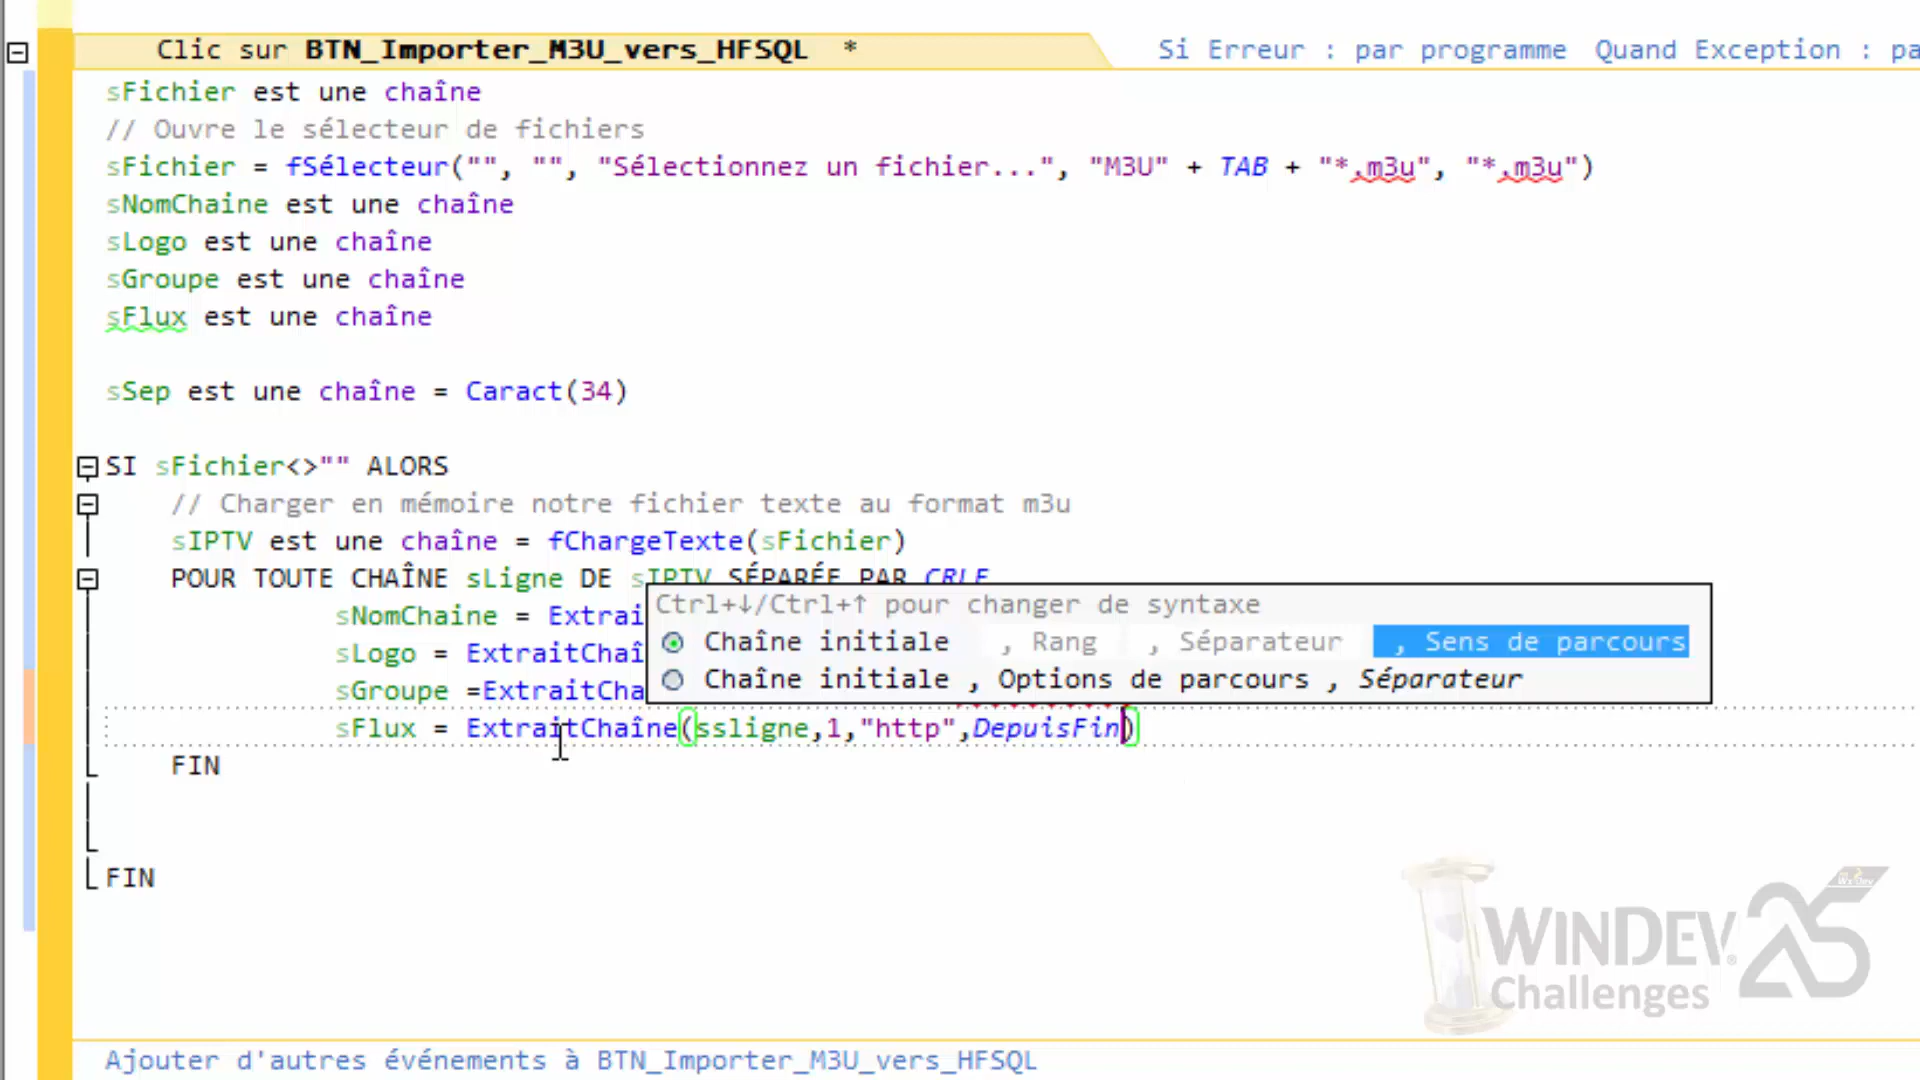 Clic sur BTN_Importer_M3U_vers_HFSQL * Si Erreur : par programme Quand Exception : pa
sFichier est une chaîne
// Ouvre le sélecteur de fichiers
sFichier = fSélecteur("", "", "Sélectionnez un fichier...", "M3U" + TAB + "*.m3u", "*.m3u")
sNomChaine est une chaîne
sLogo est une chaîne
sGroupe est une chaîne
sFlux est une chaîne
sSep est une chaîne = Caract(34)
SI sFichier<>"" ALORS
// Charger en mémoire notre fichier texte au format m3u
sIPTV est une chaîne = fChargeTexte(sFichier)
POUR TOUTE CHAÎNE sLigne DE sIPTV SÉPARÉE PAR CRLF
Ctrl+↓/Ctrl+↑ pour changer de syntaxe
sNomChaine = Extrai
Chaîne initiale , Rang , Séparateur , Sens de parcours
sLogo = ExtraitChaî
Chaîne initiale , Options de parcours , Séparateur
sGroupe =ExtraitCha
sFlux = ExtraitChaîne(ssligne,1,"http",DepuisFin)
FIN
FIN
WINDEV 25
Challenges
Ajouter d'autres événements à BTN_Importer_M3U_vers_HFSQL